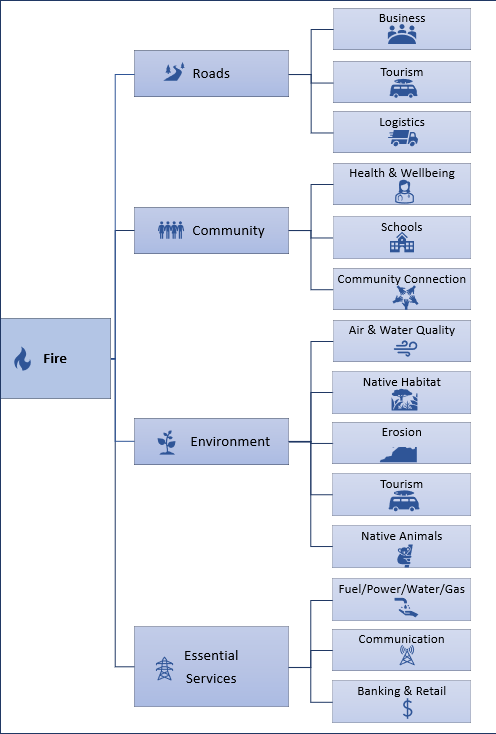 Fire
Roads
Business
Tourism
Logistics
Community
Health & Wellbeing
Schools
Community Connection
Environment
Air & Water Quality
Native Habitat
Erosion
Tourism
Native Animals
Essential
Services
Fuel/Power/Water/Gas
Communication
Banking & Retail
$